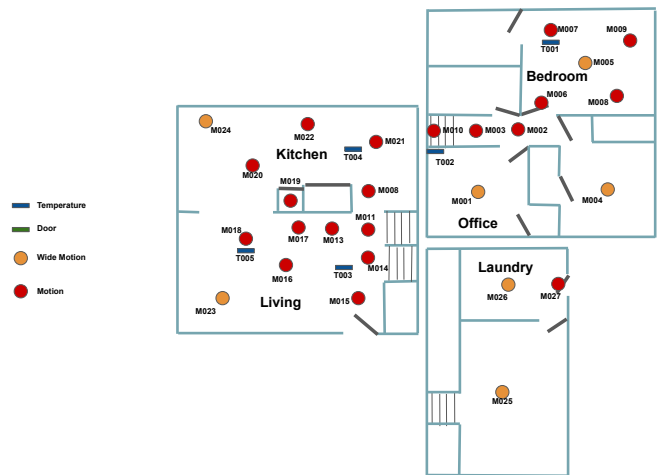 M007
M009
T001
M005
Bedroom
M006
M008
M010
M003
M002
T002
M001
M004
Office
M024
M022
M021
Kitchen
T004
M020
M019
M008
M018
M017
M013
M011
T005
M016
T003
M014
M023
Living
M015
Temperature
Door
Wide Motion
Motion
Laundry
M026
M027
M025